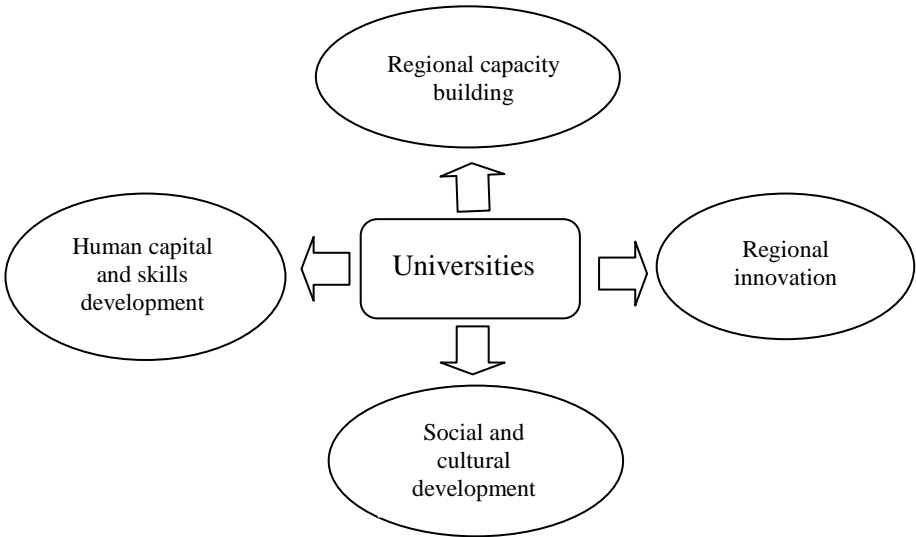 Regional capacity
building
Human capital
and skills
development
Universities
Regional
innovation
Social and
cultural
development